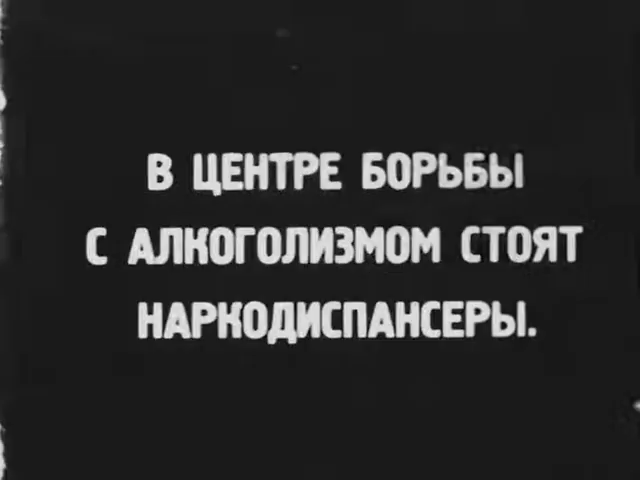 В ЦЕНТРЕ БОРЬБЫ
С АЛКОГОЛИЗМОМ СТОЯТ
НАРКОДИСПАНСЕРЫ.